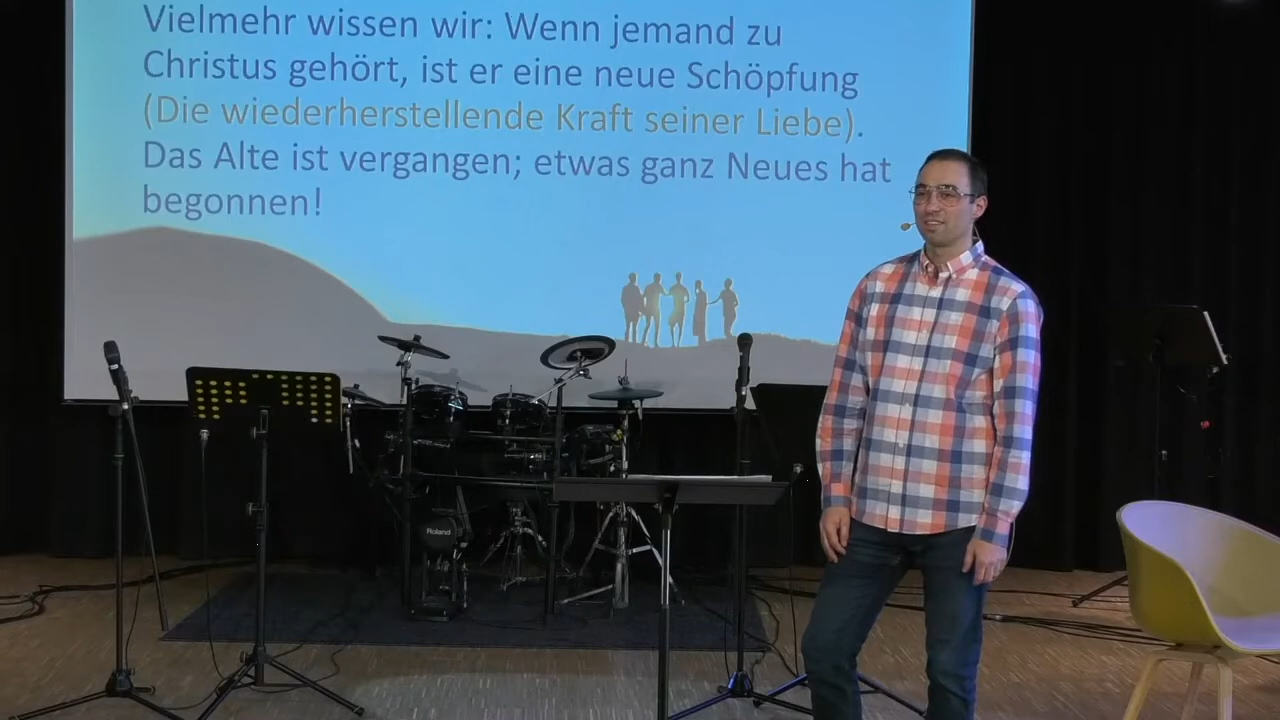 Vielmehr wissen wir: Wenn jemand zu
Christus gehört, ist er eine neue Schöpfung
(Die wiederherstellende Kraft seiner Liebe).
Das Alte ist vergangen; etwas ganz Neues hat
begonnen!
Roland